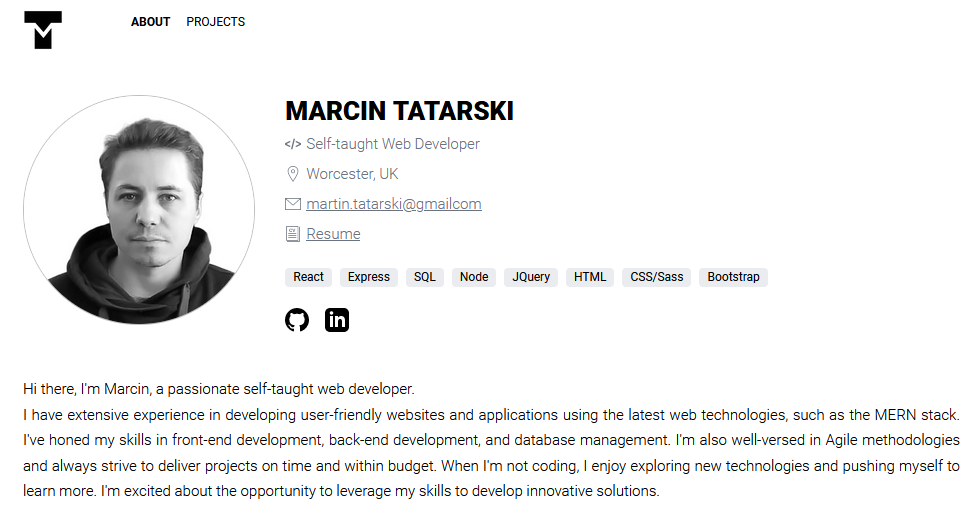 ABOUT PROJECTS
MARCIN TATARSKI
</> Self-taught Web Developer
Worcester, UK
martin.tatarski@gmailcom
Resume
React Express SQL Node JQuery HTML CSS/Sass Bootstrap
in
Hi there, I'm Marcin, a passionate self-taught web developer.
I have extensive experience in developing user-friendly websites and applications using the latest web technologies, such as the MERN stack.
I've honed my skills in front-end development, back-end development, and database management. I'm also well-versed in Agile methodologies
and always strive to deliver projects on time and within budget. When I'm not coding, I enjoy exploring new technologies and pushing myself to
learn more. I'm excited about the opportunity to leverage my skills to develop innovative solutions.